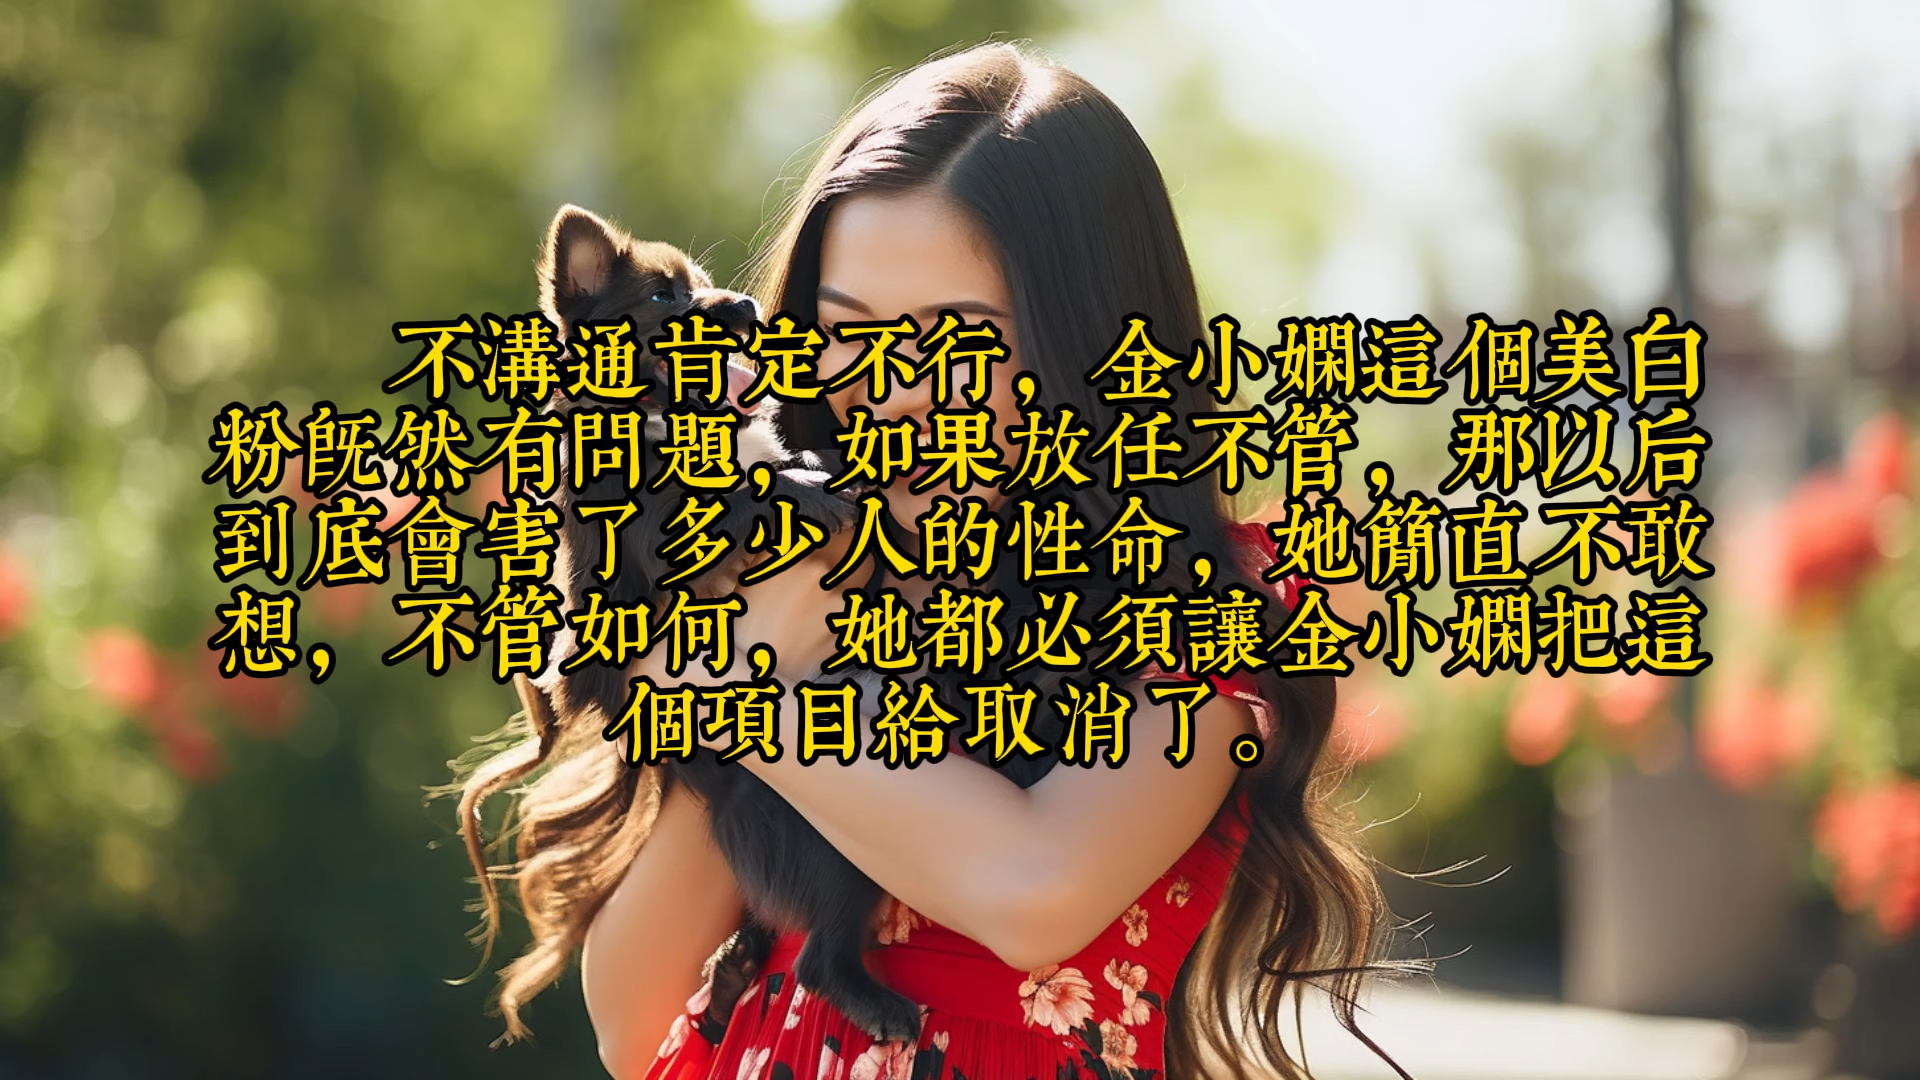 不溝通肯定不行，金小嫻這個美白
粉既然有問題，如果放任不管，那以后
到底會害了多少人的性命，她簡直不敢
想，不管如何，她都必須讓金小嫻把這
個項目給取消了。